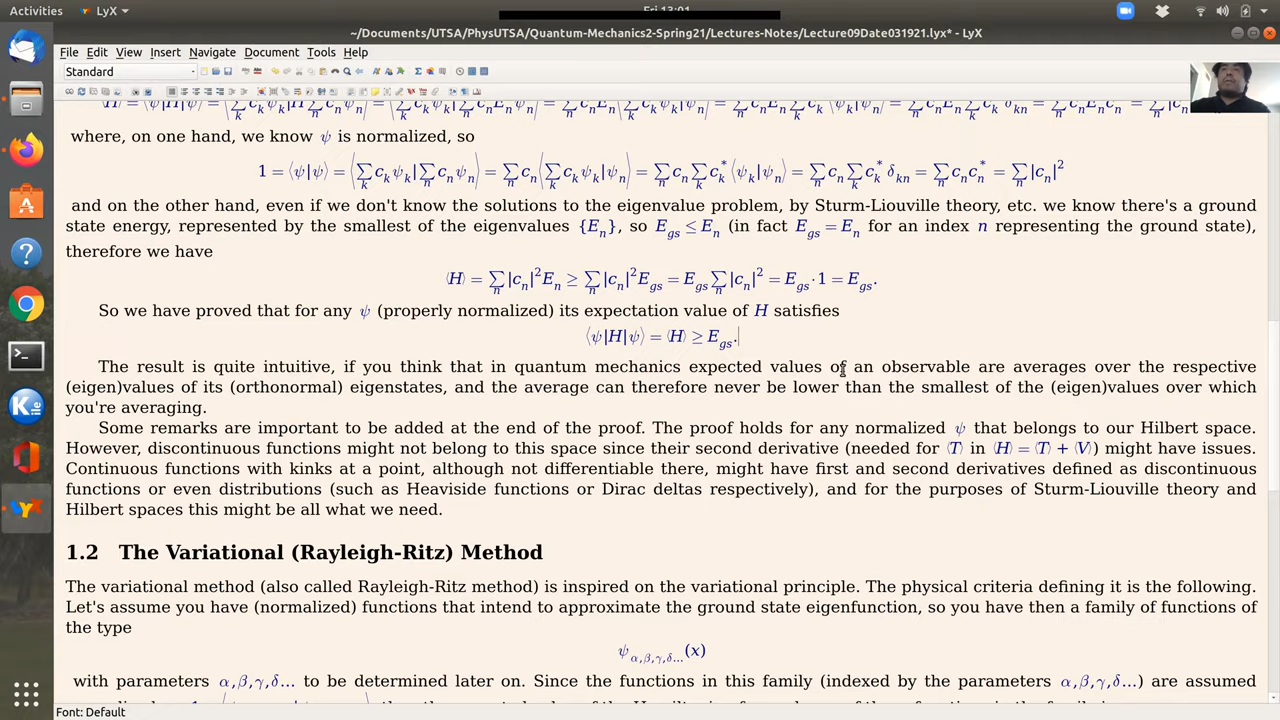 Activities LyX Fri 13:01
~/Documents/UTSA/PhysUTSA/Quantum-Mechanics2-Spring21/Lectures-Notes/Lecture09Date031921.lyx* - LyX
File Edit View Insert Navigate Document Tools Help
Standard
where, on one hand, we know ψ is normalized, so
1 = ⟨ψ|ψ⟩ = ⟨∑_k c_k ψ_k|∑_n c_n ψ_n⟩ = ∑_n c_n⟨∑_k c_k ψ_k|ψ_n⟩ = ∑_n c_n ∑_k c_k^*⟨ψ_k|ψ_n⟩ = ∑_n c_n ∑_k c_k^* δ_kn = ∑_n c_n c_n^* = ∑_n |c_n|^2
and on the other hand, even if we don't know the solutions to the eigenvalue problem, by Sturm-Liouville theory, etc. we know there's a ground
state energy, represented by the smallest of the eigenvalues {E_n}, so E_gs ≤ E_n (in fact E_gs = E_n for an index n representing the ground state),
therefore we have
⟨H⟩ = ∑_n |c_n|^2 E_n ≥ ∑_n |c_n|^2 E_gs = E_gs ∑_n |c_n|^2 = E_gs · 1 = E_gs.
So we have proved that for any ψ (properly normalized) its expectation value of H satisfies
⟨ψ|H|ψ⟩ = ⟨H⟩ ≥ E_gs.
The result is quite intuitive, if you think that in quantum mechanics expected values of an observable are averages over the respective
(eigen)values of its (orthonormal) eigenstates, and the average can therefore never be lower than the smallest of the (eigen)values over which
you're averaging.
Some remarks are important to be added at the end of the proof. The proof holds for any normalized ψ that belongs to our Hilbert space.
However, discontinuous functions might not belong to this space since their second derivative (needed for ⟨T⟩ in ⟨H⟩ = ⟨T⟩ + ⟨V⟩) might have issues.
Continuous functions with kinks at a point, although not differentiable there, might have first and second derivatives defined as discontinuous
functions or even distributions (such as Heaviside functions or Dirac deltas respectively), and for the purposes of Sturm-Liouville theory and
Hilbert spaces this might be all what we need.
1.2 The Variational (Rayleigh-Ritz) Method
The variational method (also called Rayleigh-Ritz method) is inspired on the variational principle. The physical criteria defining it is the following.
Let's assume you have (normalized) functions that intend to approximate the ground state eigenfunction, so you have then a family of functions of
the type
ψ_α,β,γ,δ...(x)
with parameters α,β,γ,δ... to be determined later on. Since the functions in this family (indexed by the parameters α,β,γ,δ...) are assumed
Font: Default